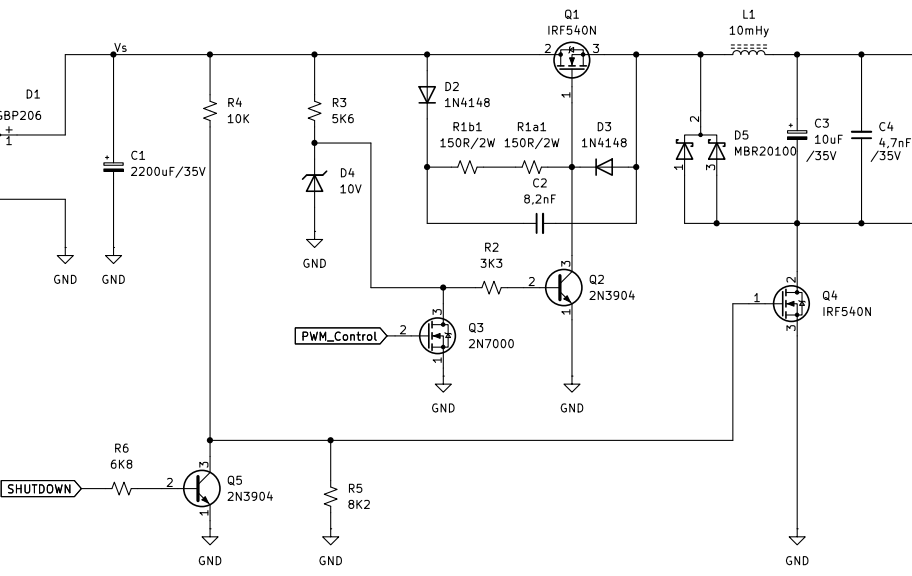 Q1
IRF540N
L1
10mHy
Vs
2
3
D1
GBP206
+
1
R4
10K
R3
5K6
D2
1N4148
1
R1b1
150R/2W
R1a1
150R/2W
D3
1N4148
2
D5
MBR20100
1
3
+
C3
10uF
/35V
C4
4,7nF
/35V
+
C1
2200uF/35V
D4
10V
C2
8,2nF
GND
GND
GND
R2
3K3
2
3
Q2
2N3904
1
2
1
Q4
IRF540N
3
PWM_Control
2
3
Q3
2N7000
1
GND
GND
R6
6K8
SHUTDOWN
2
3
Q5
2N3904
1
R5
8K2
GND
GND
GND